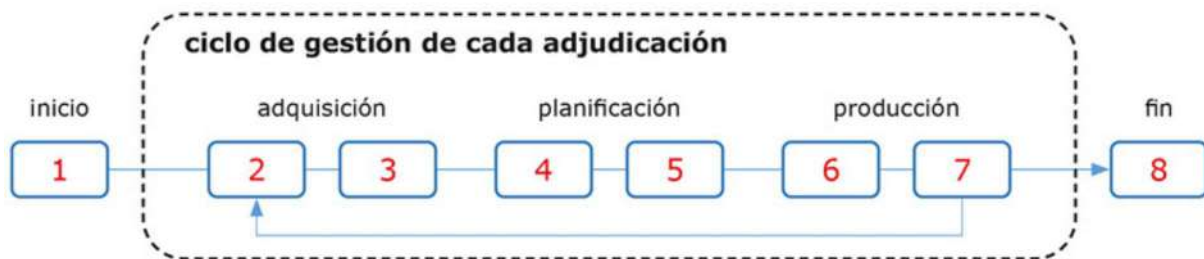 ciclo de gestión de cada adjudicación
inicio adquisición planificación producción fin
1 2 3 4 5 6 7 8